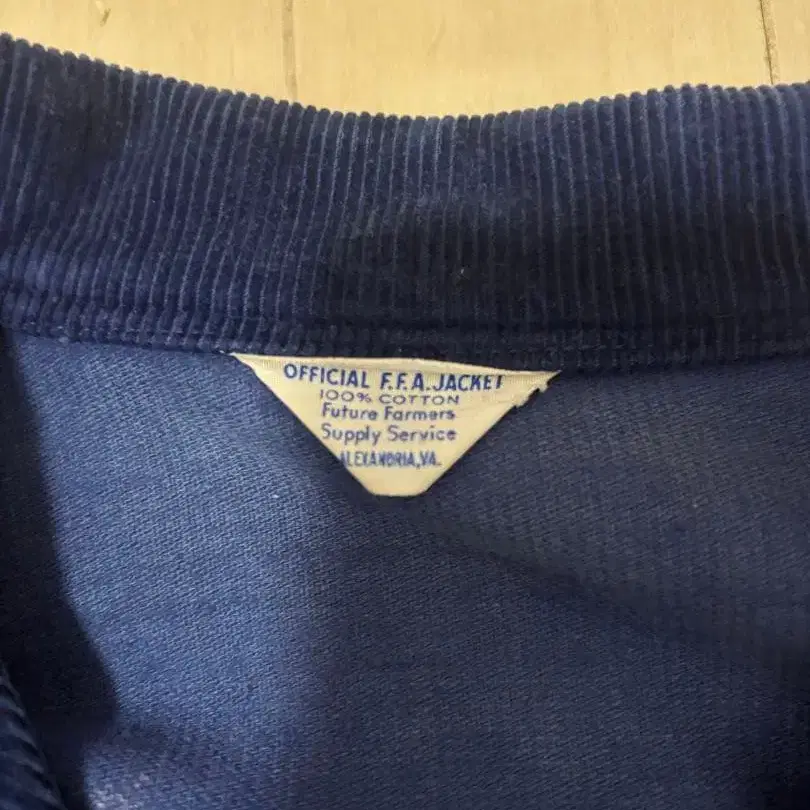 OFFICIAL F.F.A. JACKET
100% COTTON
Future Farmers
Supply Service
ALEXANDRIA, VA.